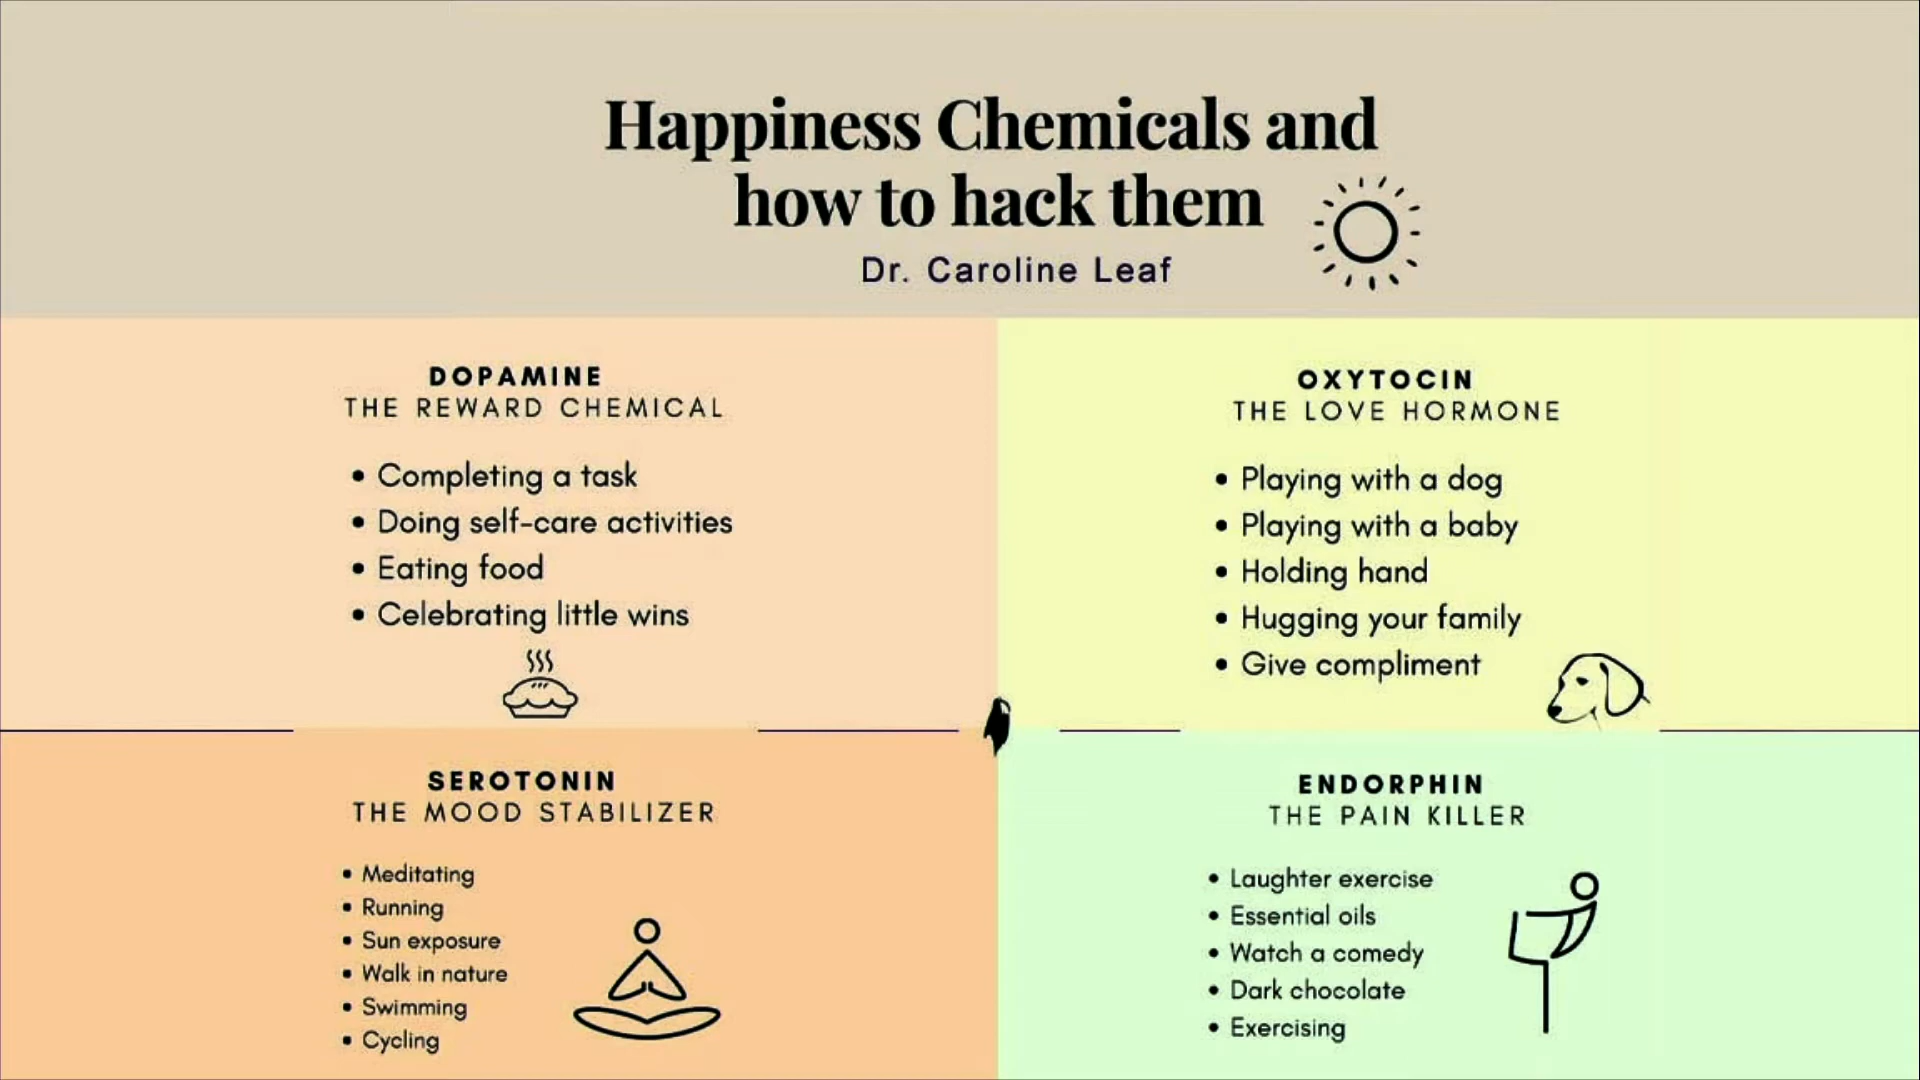 Happiness Chemicals and
how to hack them
Dr. Caroline Leaf
DOPAMINE
THE REWARD CHEMICAL
• Completing a task
• Doing self-care activities
• Eating food
• Celebrating little wins
OXYTOCIN
THE LOVE HORMONE
• Playing with a dog
• Playing with a baby
• Holding hand
• Hugging your family
• Give compliment
SEROTONIN
THE MOOD STABILIZER
• Meditating
• Running
• Sun exposure
• Walk in nature
• Swimming
• Cycling
ENDORPHIN
THE PAIN KILLER
• Laughter exercise
• Essential oils
• Watch a comedy
• Dark chocolate
• Exercising